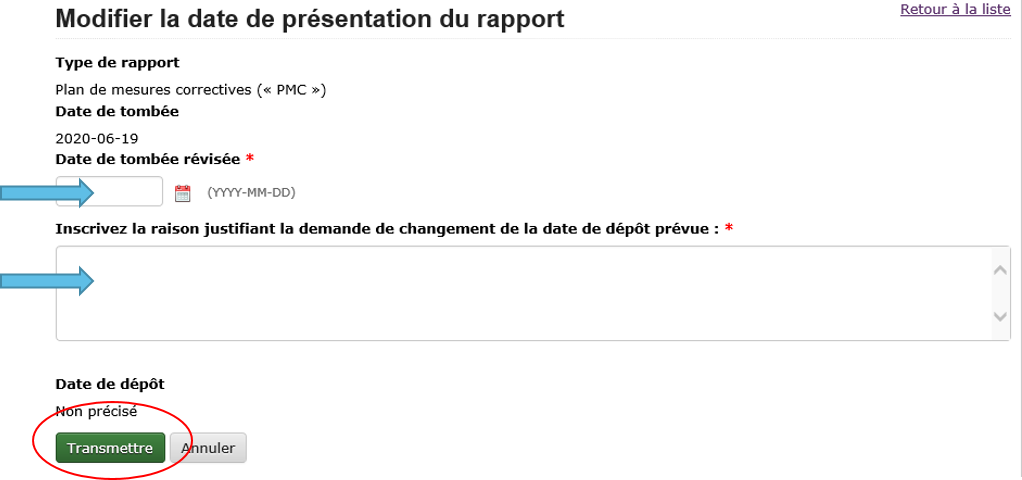 Modifier la date de présentation du rapport
Retour à la liste
Type de rapport
Plan de mesures correctives (« PMC »)
Date de tombée
2020-06-19
Date de tombée révisée *
(YYYY-MM-DD)
Inscrivez la raison justifiant la demande de changement de la date de dépôt prévue : *
Date de dépôt
Non précisé
Transmettre Annuler